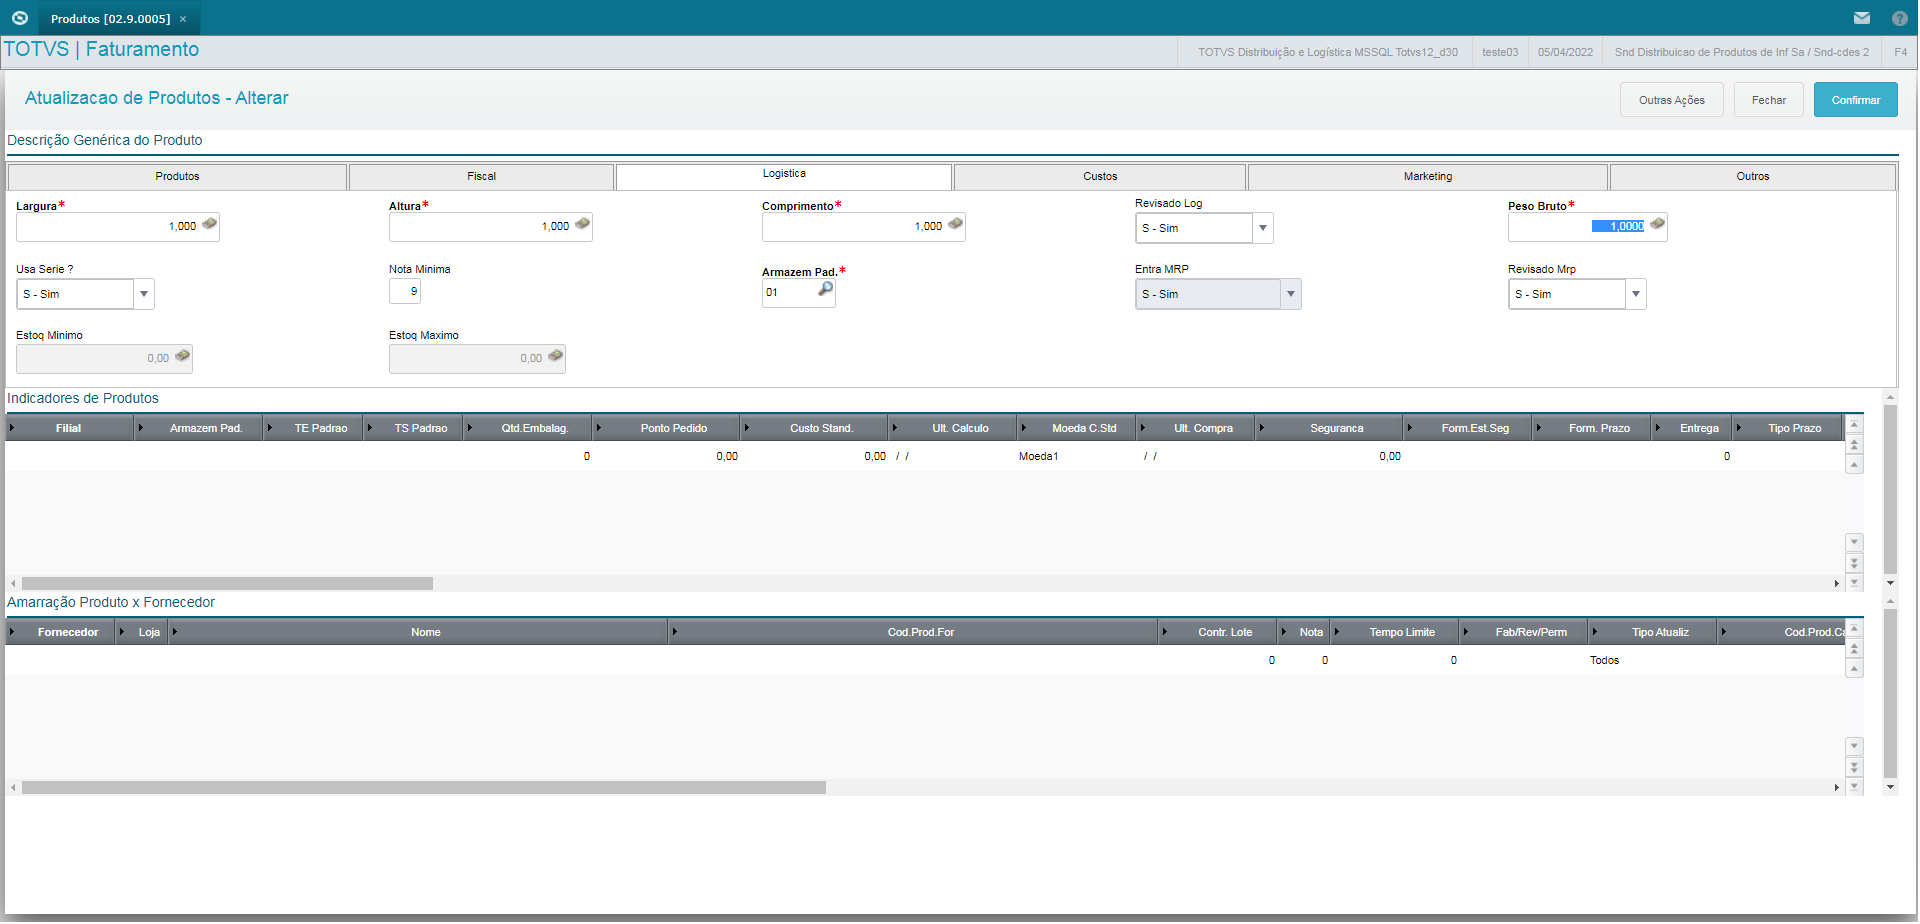 Produtos [02.9.0005] ×
TOTVS | Faturamento
TOTVS Distribuição e Logística MSSQL Totvs12_d30
teste03
05/04/2022
Snd Distribuicao de Produtos de Inf Sa / Snd-cdes 2
F4
Atualizacao de Produtos - Alterar
Outras Ações
Fechar
Confirmar
Descrição Genérica do Produto
Produtos
Fiscal
Logistica
Custos
Marketing
Outros
Largura*
Altura*
Comprimento*
Revisado Log
Peso Bruto*
1,000
1,000
1,000
S - Sim
1,0000
Usa Serie ?
Nota Minima
Armazem Pad.*
Entra MRP
Revisado Mrp
S - Sim
9
01
S - Sim
S - Sim
Estoq Minimo
Estoq Maximo
0,00
0,00
Indicadores de Produtos
Filial
Armazem Pad.
TE Padrao
TS Padrao
Qtd.Embalag.
Ponto Pedido
Custo Stand.
Ult. Calculo
Moeda C.Std
Ult. Compra
Seguranca
Form.Est.Seg
Form. Prazo
Entrega
Tipo Prazo
0
0,00
0,00
/ /
Moeda1
/ /
0,00
0
Amarração Produto x Fornecedor
Fornecedor
Loja
Nome
Cod.Prod.For
Contr. Lote
Nota
Tempo Limite
Fab/Rev/Perm
Tipo Atualiz
Cod.Prod.Ca
0
0
0
Todos